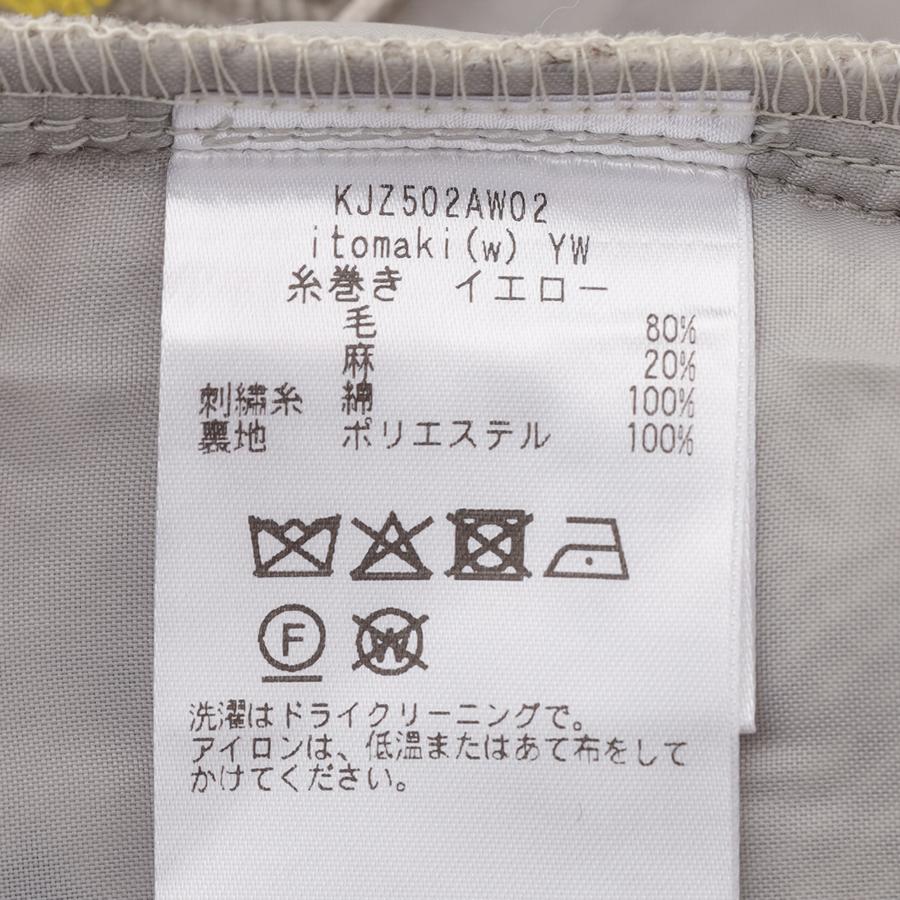 KJZ502AW02
itomaki(w) YW
糸巻き イエロー
毛 80%
麻 20%
刺繍糸 綿 100%
裏地 ポリエステル 100%
F
W
洗濯はドライクリーニングで。
アイロンは、低温またはあて布をして
かけてください。